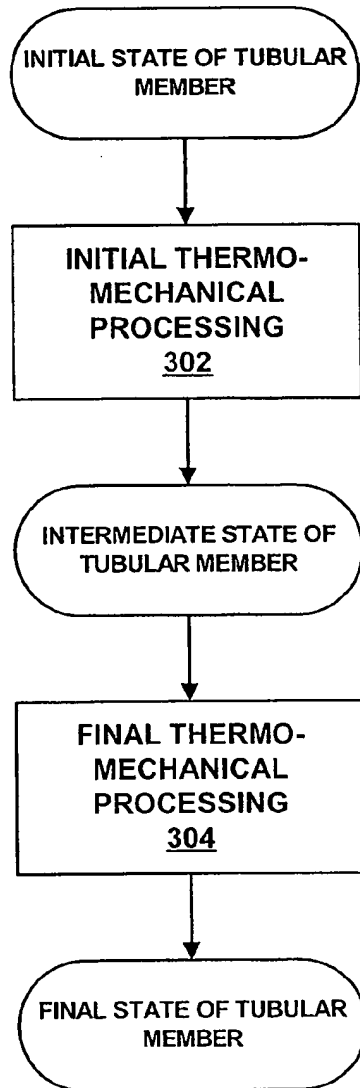 INITIAL STATE OF TUBULAR
MEMBER
INITIAL THERMO-
MECHANICAL
PROCESSING
302
INTERMEDIATE STATE OF
TUBULAR MEMBER
FINAL THERMO-
MECHANICAL
PROCESSING
304
FINAL STATE OF TUBULAR
MEMBER